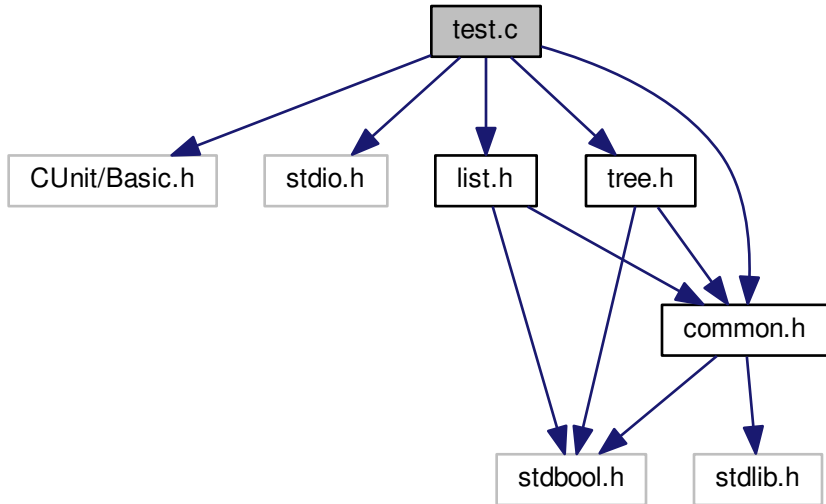 test.c
CUnit/Basic.h
stdio.h
list.h
tree.h
common.h
stdbool.h
stdlib.h